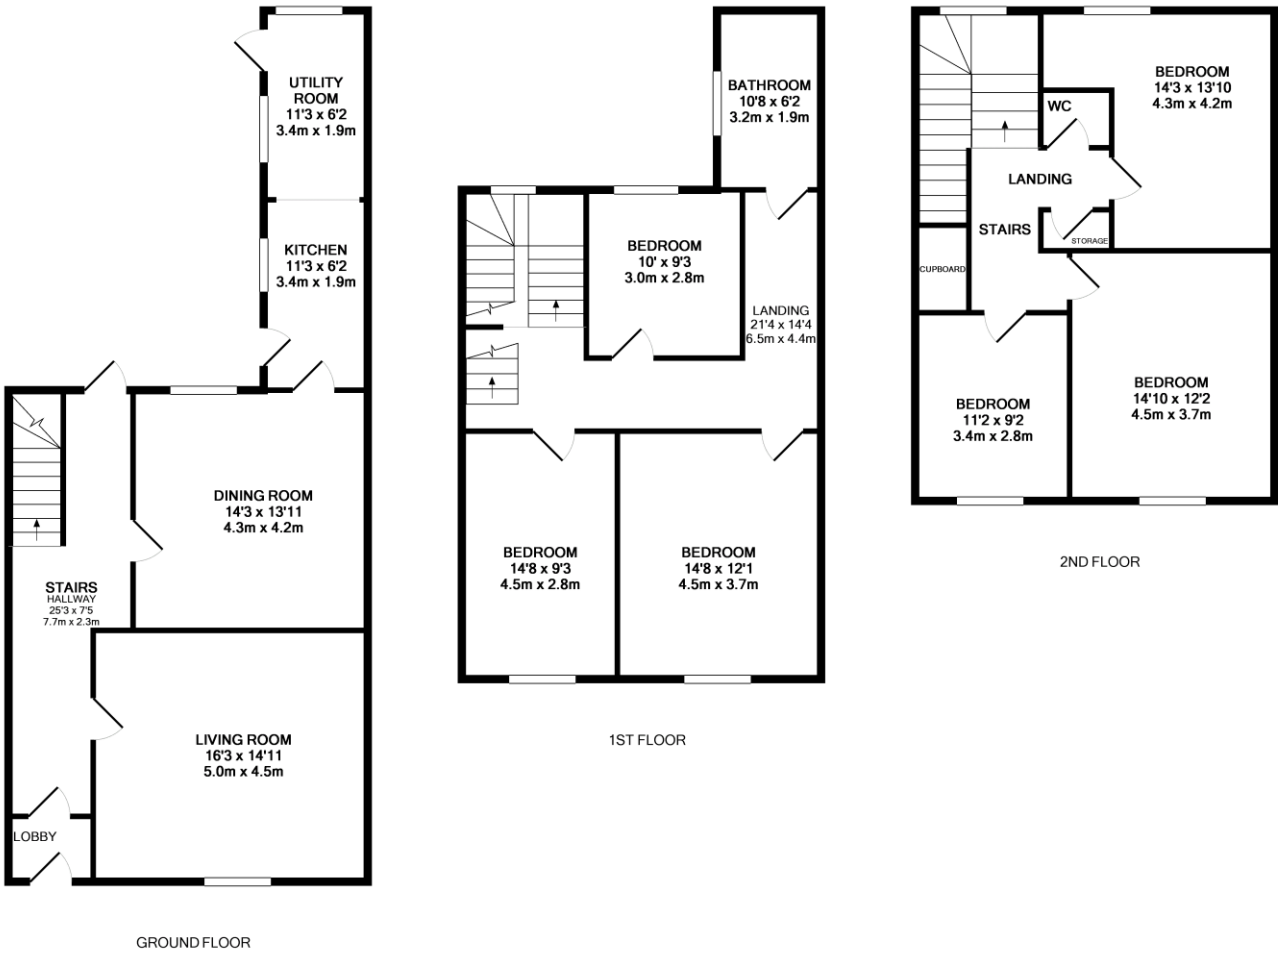 UTILITY
ROOM
11'3 x 6'2
3.4m x 1.9m
KITCHEN
11'3 x 6'2
3.4m x 1.9m
DINING ROOM
14'3 x 13'11
4.3m x 4.2m
STAIRS
HALLWAY
25'3 x 7'5
7.7m x 2.3m
LIVING ROOM
16'3 x 14'11
5.0m x 4.5m
LOBBY
GROUND FLOOR
BATHROOM
10'8 x 6'2
3.2m x 1.9m
BEDROOM
10' x 9'3
3.0m x 2.8m
LANDING
21'4 x 14'4
6.5m x 4.4m
BEDROOM
14'8 x 9'3
4.5m x 2.8m
BEDROOM
14'8 x 12'1
4.5m x 3.7m
1ST FLOOR
BEDROOM
14'3 x 13'10
4.3m x 4.2m
WC
LANDING
STAIRS
STORAGE
CUPBOARD
BEDROOM
11'2 x 9'2
3.4m x 2.8m
BEDROOM
14'10 x 12'2
4.5m x 3.7m
2ND FLOOR